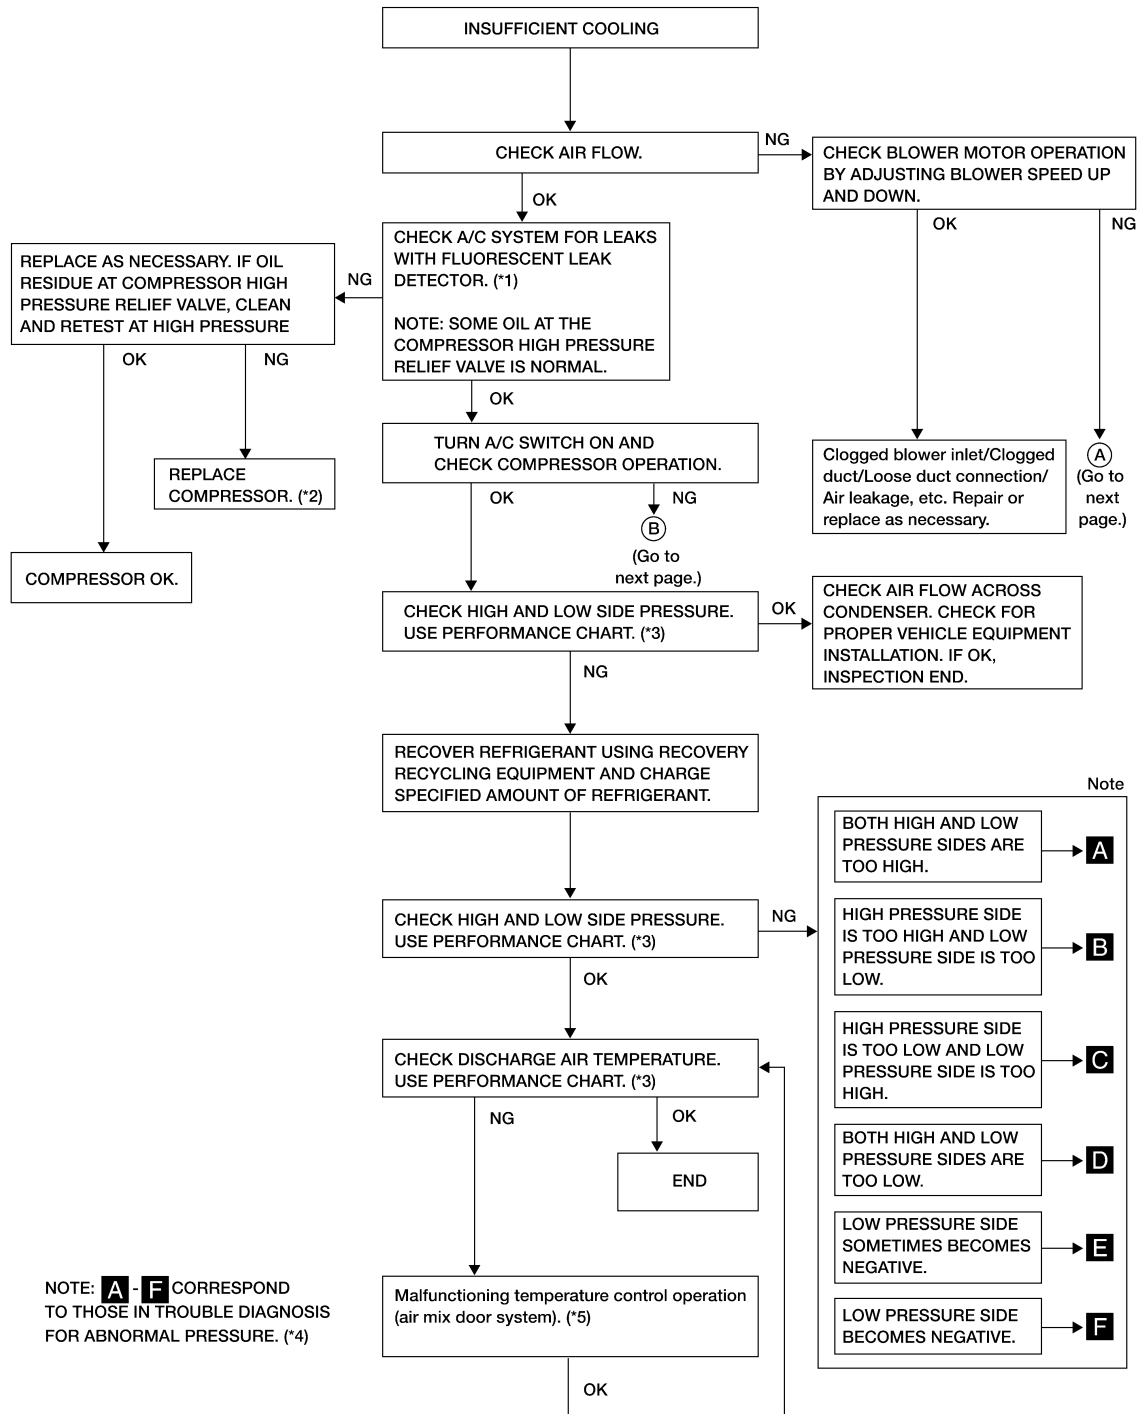 INSUFFICIENT COOLING
CHECK AIR FLOW.
NG
CHECK BLOWER MOTOR OPERATION
BY ADJUSTING BLOWER SPEED UP
AND DOWN.
OK
OK
NG
CHECK A/C SYSTEM FOR LEAKS
WITH FLUORESCENT LEAK
DETECTOR. (*1)
NOTE: SOME OIL AT THE
COMPRESSOR HIGH PRESSURE
RELIEF VALVE IS NORMAL.
NG
REPLACE AS NECESSARY. IF OIL
RESIDUE AT COMPRESSOR HIGH
PRESSURE RELIEF VALVE, CLEAN
AND RETEST AT HIGH PRESSURE
OK
NG
REPLACE
COMPRESSOR. (*2)
COMPRESSOR OK.
OK
TURN A/C SWITCH ON AND
CHECK COMPRESSOR OPERATION.
OK
NG
B
(Go to
next page.)
Clogged blower inlet/Clogged
duct/Loose duct connection/
Air leakage, etc. Repair or
replace as necessary.
A
(Go to
next
page.)
CHECK HIGH AND LOW SIDE PRESSURE.
USE PERFORMANCE CHART. (*3)
OK
CHECK AIR FLOW ACROSS
CONDENSER. CHECK FOR
PROPER VEHICLE EQUIPMENT
INSTALLATION. IF OK,
INSPECTION END.
NG
RECOVER REFRIGERANT USING RECOVERY
RECYCLING EQUIPMENT AND CHARGE
SPECIFIED AMOUNT OF REFRIGERANT.
CHECK HIGH AND LOW SIDE PRESSURE.
USE PERFORMANCE CHART. (*3)
NG
OK
Note
BOTH HIGH AND LOW
PRESSURE SIDES ARE
TOO HIGH.
A
HIGH PRESSURE SIDE
IS TOO HIGH AND LOW
PRESSURE SIDE IS TOO
LOW.
B
HIGH PRESSURE SIDE
IS TOO LOW AND LOW
PRESSURE SIDE IS TOO
HIGH.
C
BOTH HIGH AND LOW
PRESSURE SIDES ARE
TOO LOW.
D
LOW PRESSURE SIDE
SOMETIMES BECOMES
NEGATIVE.
E
LOW PRESSURE SIDE
BECOMES NEGATIVE.
F
CHECK DISCHARGE AIR TEMPERATURE.
USE PERFORMANCE CHART. (*3)
NG
OK
END
Malfunctioning temperature control operation
(air mix door system). (*5)
OK
NOTE: A - F CORRESPOND
TO THOSE IN TROUBLE DIAGNOSIS
FOR ABNORMAL PRESSURE. (*4)